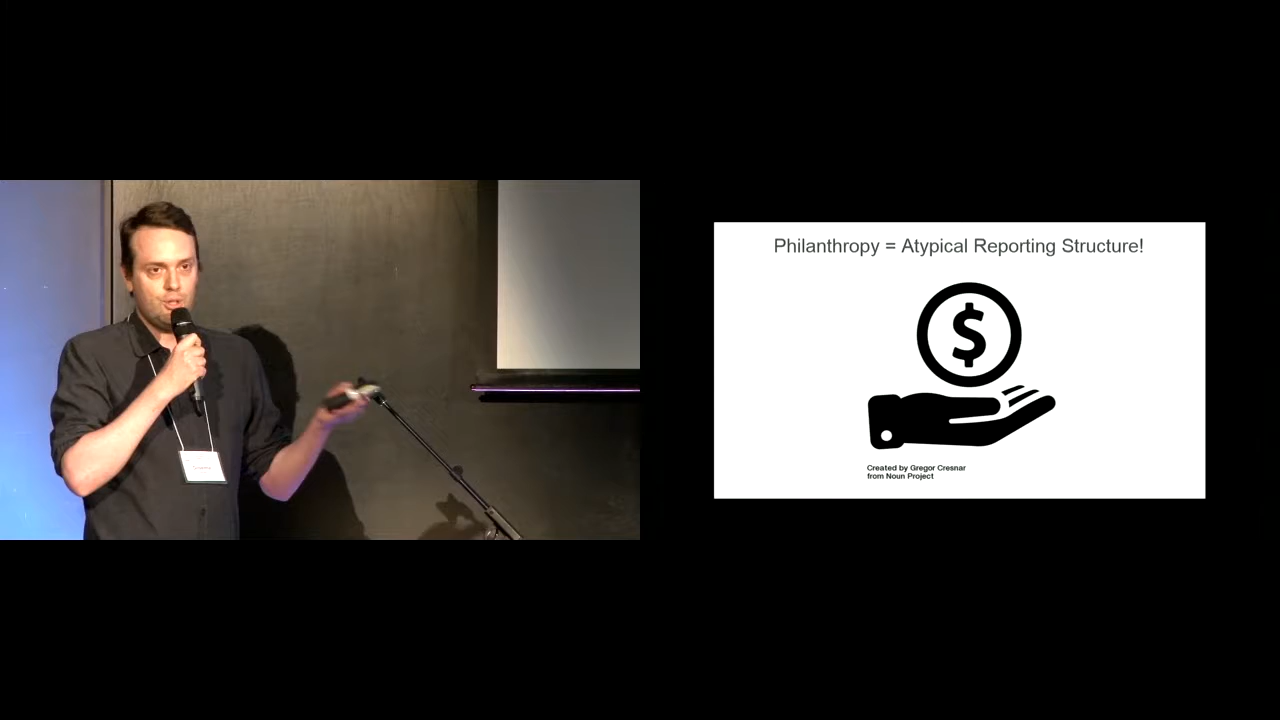 Philanthropy = Atypical Reporting Structure!
$
Created by Gregor Cresnar
from Noun Project